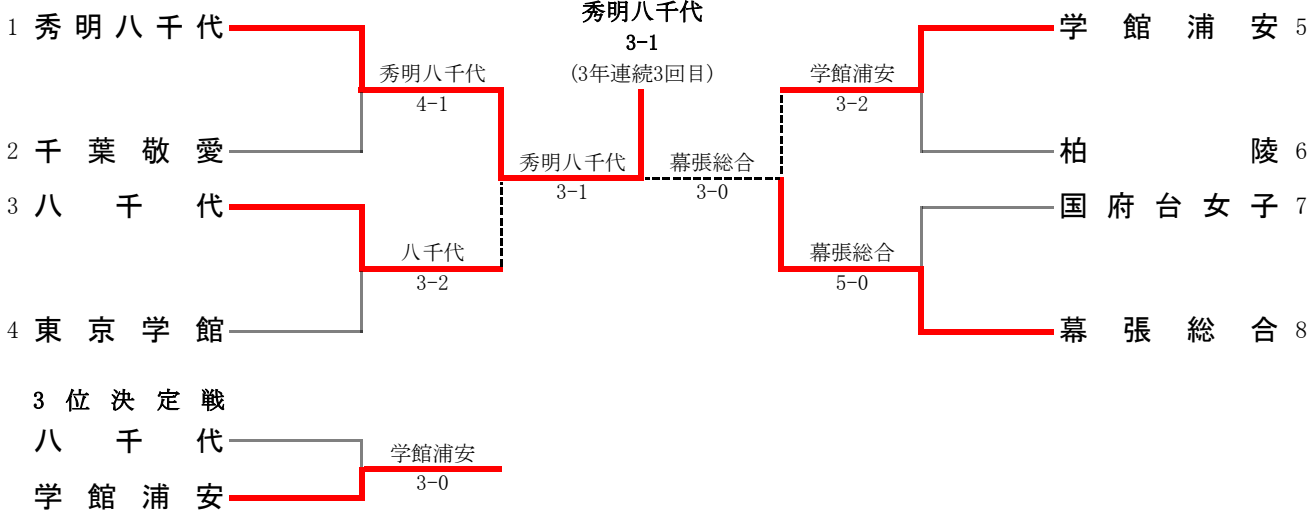 秀明八千代
3-1
(3年連続3回目)
1 秀明八千代
学館浦安 5
秀明八千代
4-1
学館浦安
3-2
2 千葉敬愛
柏陵 6
秀明八千代
3-1
幕張総合
3-0
3 八千代
国府台女子 7
八千代
3-2
幕張総合
5-0
4 東京学館
幕張総合 8
3位決定戦
八千代
学館浦安
3-0
学館浦安